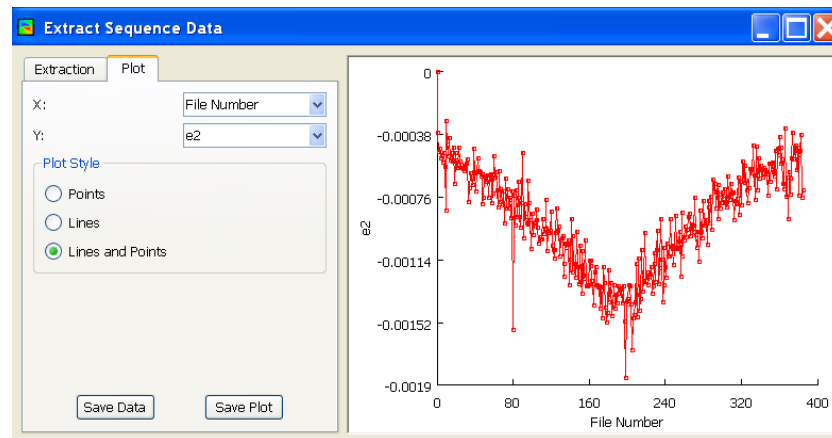 Extract Sequence Data
Extraction
Plot
X:
File Number
Y:
e2
Plot Style
Points
Lines
Lines and Points
Save Data
Save Plot
0
-0.00038
-0.00076
-0.00114
-0.00152
-0.0019
e2
0 80 160 240 320 400
File Number